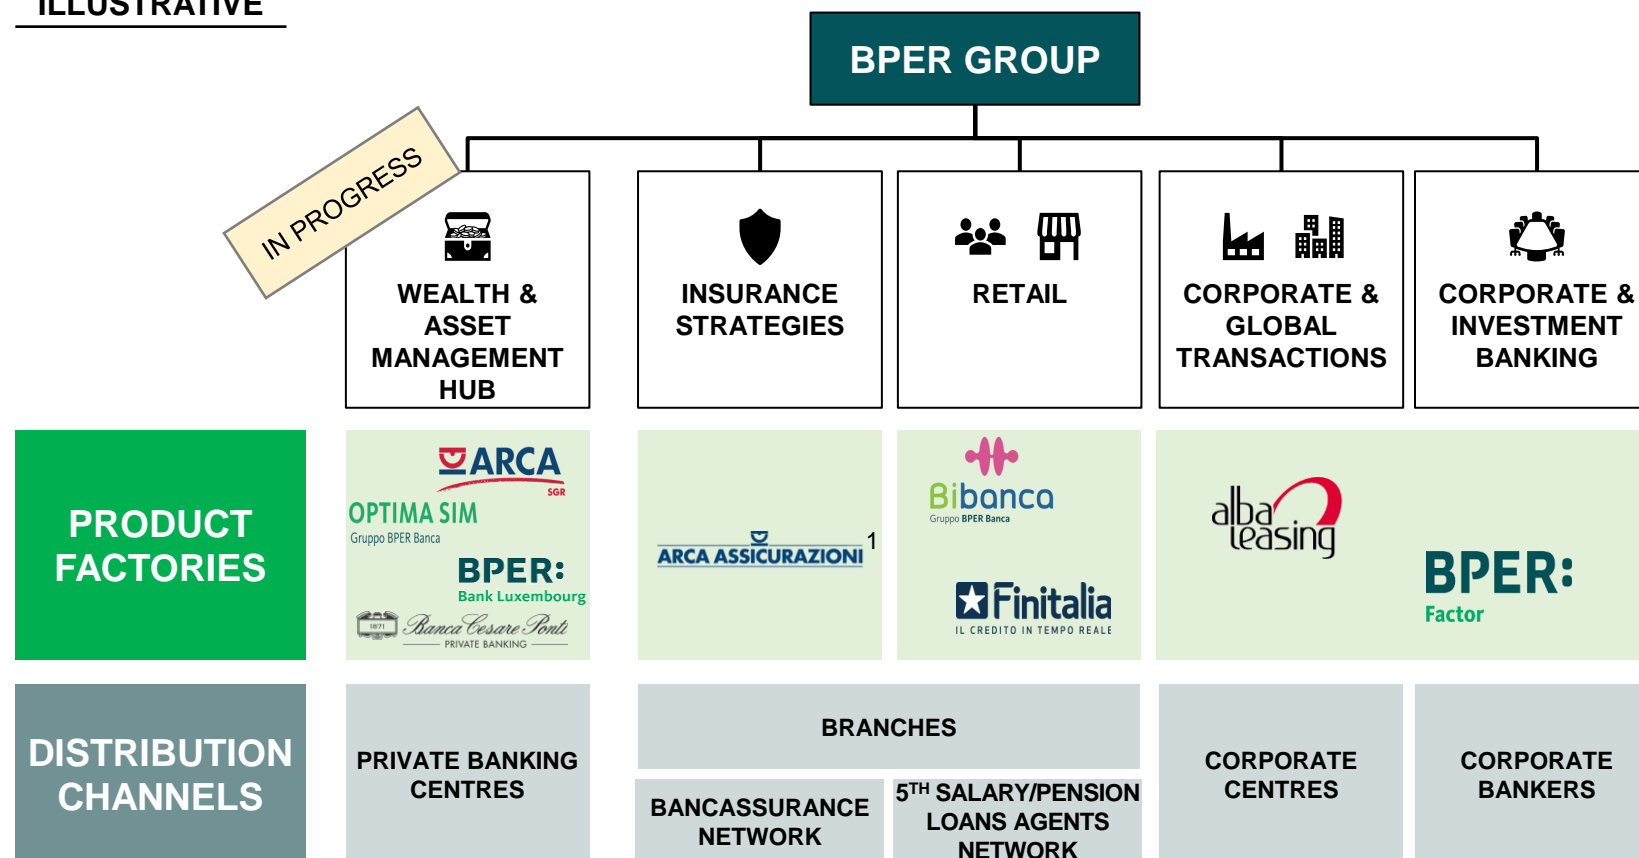 ILLUSTRATIVE
BPER GROUP
IN PROGRESS
WEALTH &
ASSET
MANAGEMENT
HUB
INSURANCE
STRATEGIES
RETAIL
CORPORATE &
GLOBAL
TRANSACTIONS
CORPORATE &
INVESTMENT
BANKING
PRODUCT
FACTORIES
ARCA
SGR
OPTIMA SIM
Gruppo BPER Banca
BPER:
Bank Luxembourg
1871
Banca Cesare Ponti
PRIVATE BANKING
ARCA ASSICURAZIONI 1
Bibanca
Gruppo BPER Banca
Finitalia
IL CREDITO IN TEMPO REALE
alba
leasing
BPER:
Factor
DISTRIBUTION
CHANNELS
PRIVATE BANKING
CENTRES
BRANCHES
BANCASSURANCE
NETWORK
5TH SALARY/PENSION
LOANS AGENTS
NETWORK
CORPORATE
CENTRES
CORPORATE
BANKERS